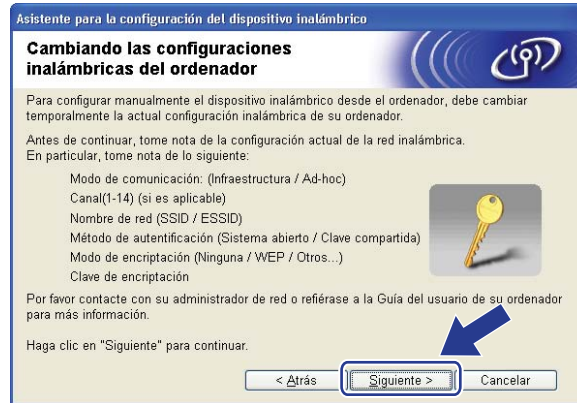 Asistente para la configuración del dispositivo inalámbrico
Cambiando las configuraciones
inalámbricas del ordenador
Para configurar manualmente el dispositivo inalámbrico desde el ordenador, debe cambiar
temporalmente la actual configuración inalámbrica de su ordenador.
Antes de continuar, tome nota de la configuración actual de la red inalámbrica.
En particular, tome nota de lo siguiente:
Modo de comunicación: (Infraestructura / Ad-hoc)
Canal(1-14) (si es aplicable)
Nombre de red (SSID / ESSID)
Método de autentificación (Sistema abierto / Clave compartida)
Modo de encriptación (Ninguna / WEP / Otros...)
Clave de encriptación
Por favor contacte con su administrador de red o refiérase a la Guía del usuario de su ordenador
para más información.
Haga clic en "Siguiente" para continuar.
< Atrás Siguiente > Cancelar